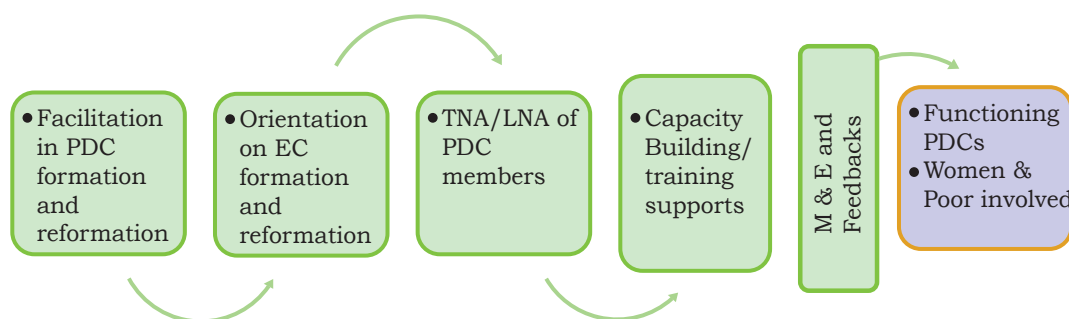 • Facilitation
in PDC
formation
and
reformation
• Orientation
on EC
formation
and
reformation
• TNA/LNA of
PDC
members
• Capacity
Building/
training
supports
M & E and
Feedbacks
• Functioning
PDCs
• Women &
Poor involved